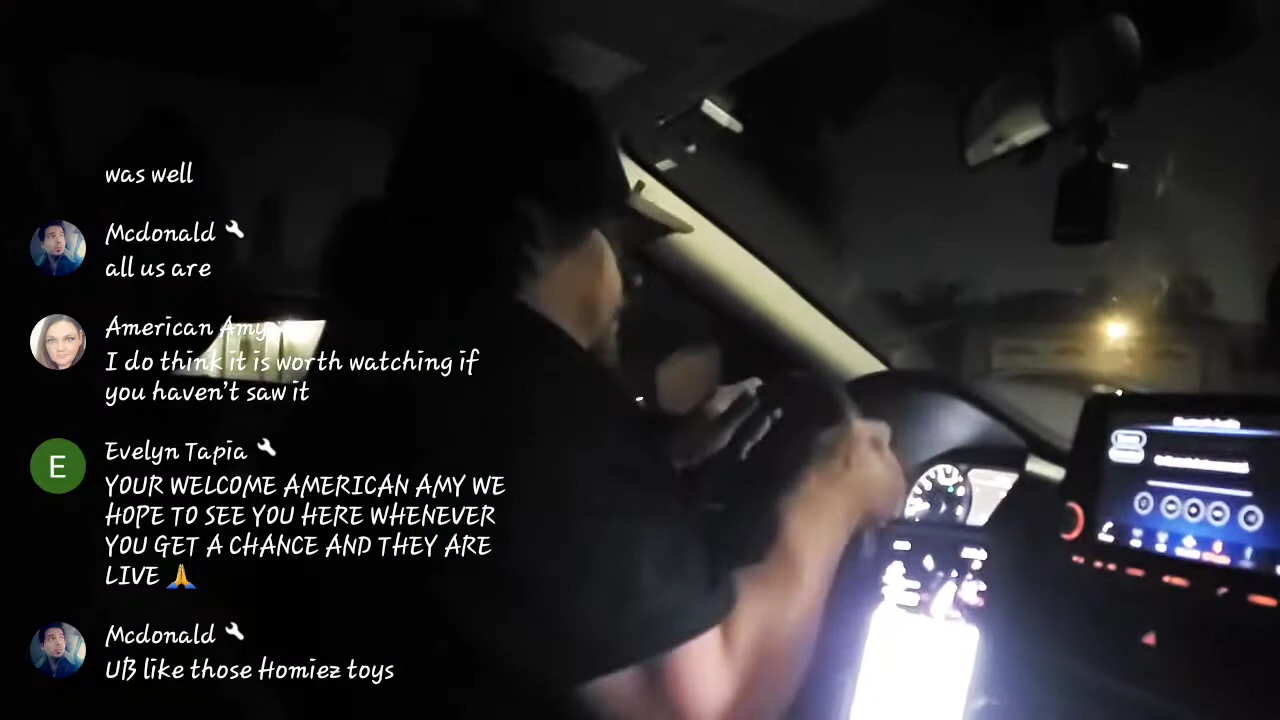 was well
Mcdonald
all us are
American Amy
I do think it is worth watching if
you haven't saw it
E
Evelyn Tapia
YOUR WELCOME AMERICAN AMY WE
HOPE TO SEE YOU HERE WHENEVER
YOU GET A CHANCE AND THEY ARE
LIVE 🙏
Mcdonald
UB like those Homiez toys